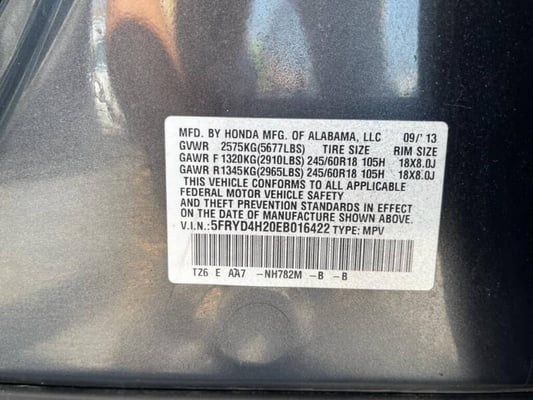 MFD. BY HONDA MFG. OF ALABAMA, LLC 09/'13
GVWR 2575KG(5677LBS) TIRE SIZE RIM SIZE
GAWR F 1320KG(2910LBS) 245/60R18 105H 18X8.0J
GAWR R1345KG(2965LBS) 245/60R18 105H 18X8.0J
THIS VEHICLE CONFORMS TO ALL APPLICABLE
FEDERAL MOTOR VEHICLE SAFETY
AND THEFT PREVENTION STANDARDS IN EFFECT
ON THE DATE OF MANUFACTURE SHOWN ABOVE.
V.I.N.:5FRYD4H20EB016422 TYPE: MPV
TZ6 E AA7 -NH782M -B -B